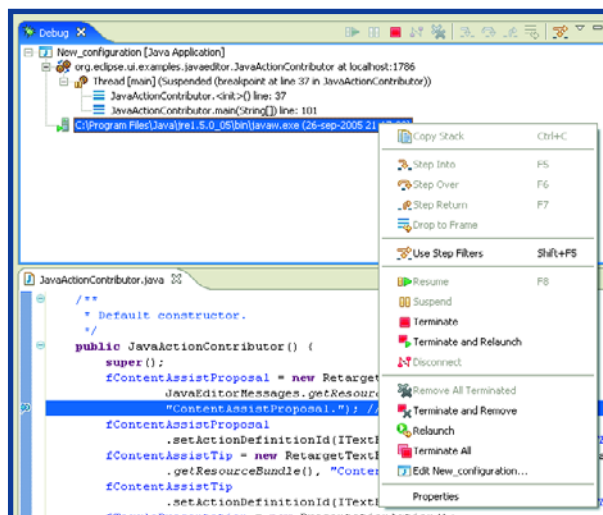 Debug
New_configuration [Java Application]
org.eclipse.ui.examples.javaeditor.JavaActionContributor at localhost:1786
Thread [main] (Suspended (breakpoint at line 37 in JavaActionContributor))
JavaActionContributor.<init>() line: 37
JavaActionContributor.main(String[]) line: 101
C:\Program Files\Java\jre1.5.0_05\bin\javaw.exe (26-sep-2005 21
Copy Stack Ctrl+C
Step Into F5
Step Over F6
Step Return F7
Drop to Frame
Use Step Filters Shift+F5
Resume F8
Suspend
Terminate
Terminate and Relaunch
Disconnect
Remove All Terminated
Terminate and Remove
Relaunch
Terminate All
Edit New_configuration...
Properties
JavaActionContributor.java
/**
* Default constructor.
*/
public JavaActionContributor() {
super();
fContentAssistProposal = new Retarget
JavaEditorMessages.getResour
"ContentAssistProposal."); //
fContentAssistProposal
.setActionDefinitionId(ITextE
fContentAssistTip = new RetargetText
.getResourceBundle(), "Conte
fContentAssistTip
.setActionDefinitionId(ITextE